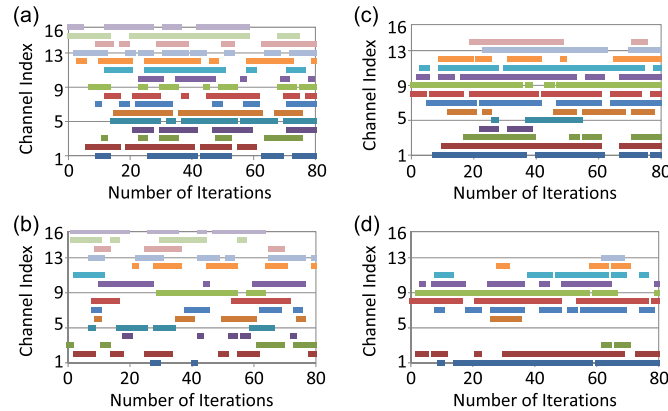 (a)
16
13
9
5
1
Channel Index
0 20 40 60 80
Number of Iterations
(c)
16
13
9
5
1
Channel Index
0 20 40 60 80
Number of Iterations
(b)
16
13
9
5
1
Channel Index
0 20 40 60 80
Number of Iterations
(d)
16
13
9
5
1
Channel Index
0 20 40 60 80
Number of Iterations